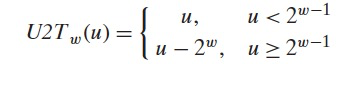 u, u < 2^{w−1}
U2T_w(u) = {
u − 2^w, u ≥ 2^{w−1}